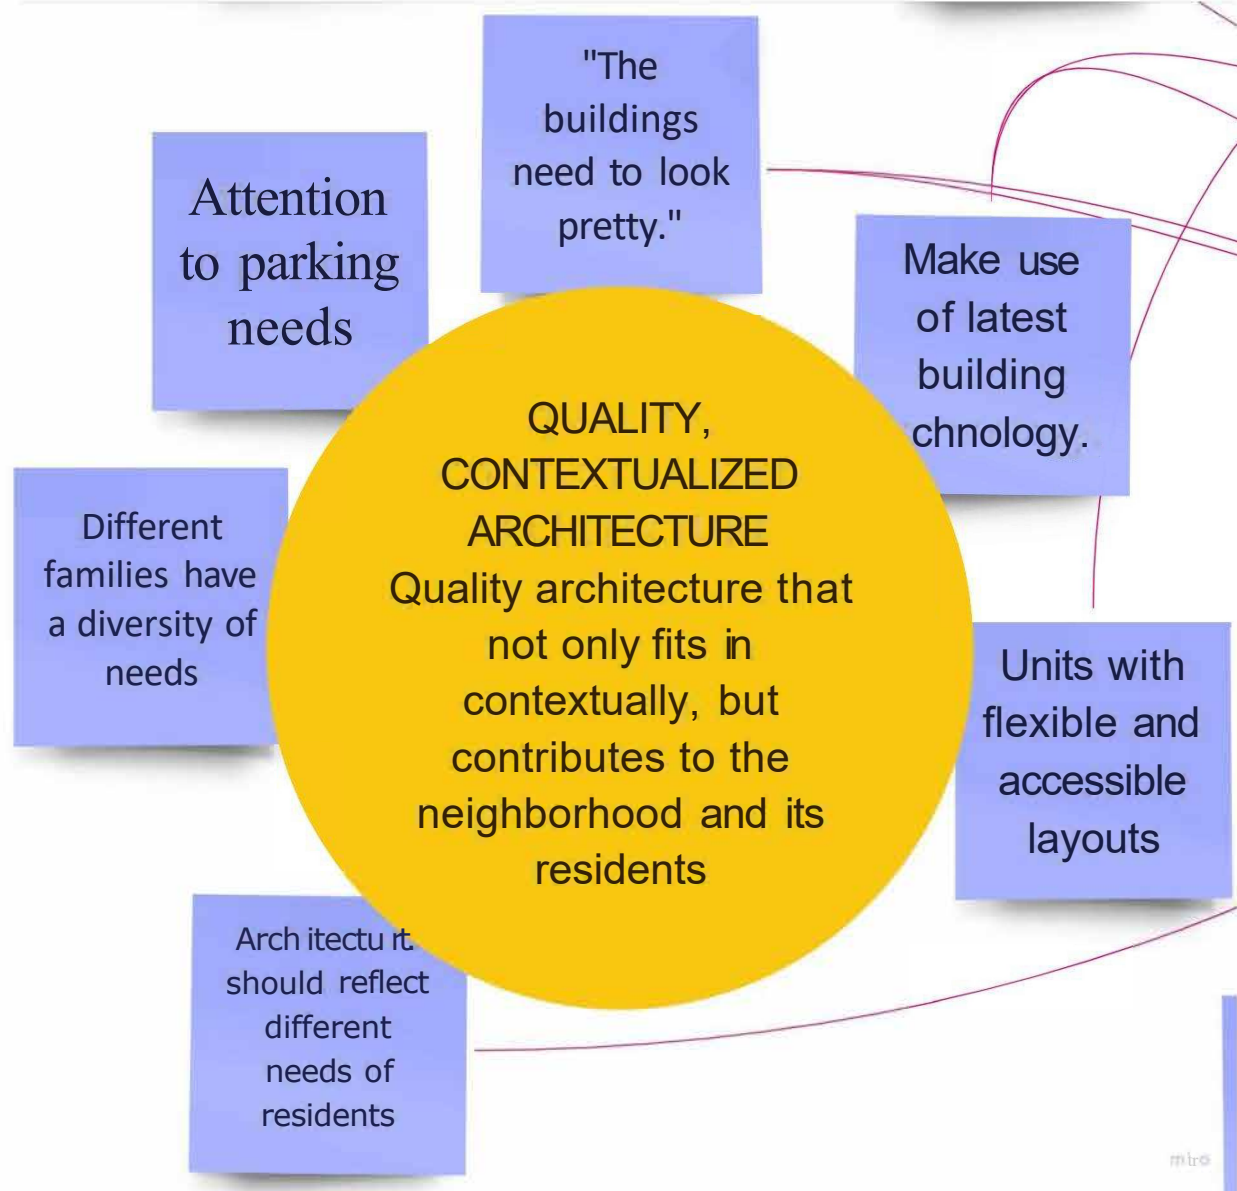 "The
buildings
need to look
pretty."
Attention
to parking
needs
Make use
of latest
building
chnology.
QUALITY,
CONTEXTUALIZED
ARCHITECTURE
Quality architecture that
not only fits in
contextually, but
contributes to the
neighborhood and its
residents
Different
families have
a diversity of
needs
Units with
flexible and
accessible
layouts
should reflect
different
needs of
residents
miro